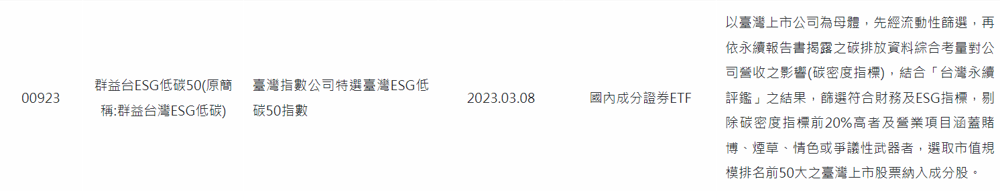 00923
群益台ESG低碳50(原簡
稱:群益台灣ESG低碳)
臺灣指數公司特選臺灣ESG低
碳50指數
2023.03.08
國內成分證券ETF
以臺灣上市公司為母體，先經流動性篩選，再
依永續報告書揭露之碳排放資料綜合考量對公
司營收之影響(碳密度指標)，結合「台灣永續
評鑑」之結果，篩選符合財務及ESG指標，剔
除碳密度指標前20%高者及營業項目涵蓋賭
博、煙草、情色或爭議性武器者，選取市值規
模排名前50大之臺灣上市股票納入成分股。